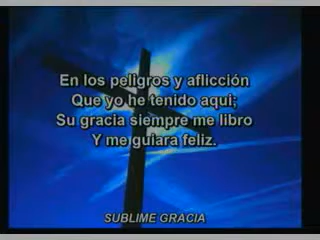 En los peligros y aflicción
Que yo he tenido aquí;
Su gracia siempre me libro
Y me guiara feliz.
SUBLIME GRACIA